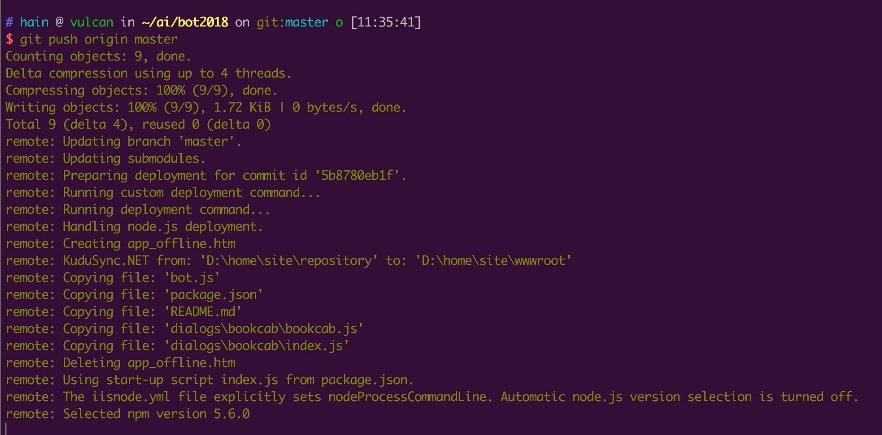 # hain @ vulcan in ~/ai/bot2018 on git:master o [11:35:41]
$ git push origin master
Counting objects: 9, done.
Delta compression using up to 4 threads.
Compressing objects: 100% (9/9), done.
Writing objects: 100% (9/9), 1.72 KiB | 0 bytes/s, done.
Total 9 (delta 4), reused 0 (delta 0)
remote: Updating branch 'master'.
remote: Updating submodules.
remote: Preparing deployment for commit id '5b8780eb1f'.
remote: Running custom deployment command...
remote: Running deployment command...
remote: Handling node.js deployment.
remote: Creating app_offline.htm
remote: KuduSync.NET from: 'D:\home\site\repository' to: 'D:\home\site\wwwroot'
remote: Copying file: 'bot.js'
remote: Copying file: 'package.json'
remote: Copying file: 'README.md'
remote: Copying file: 'dialogs\bookcab\bookcab.js'
remote: Copying file: 'dialogs\bookcab\index.js'
remote: Deleting app_offline.htm
remote: Using start-up script index.js from package.json.
remote: The iisnode.yml file explicitly sets nodeProcessCommandLine. Automatic node.js version selection is turned off.
remote: Selected npm version 5.6.0